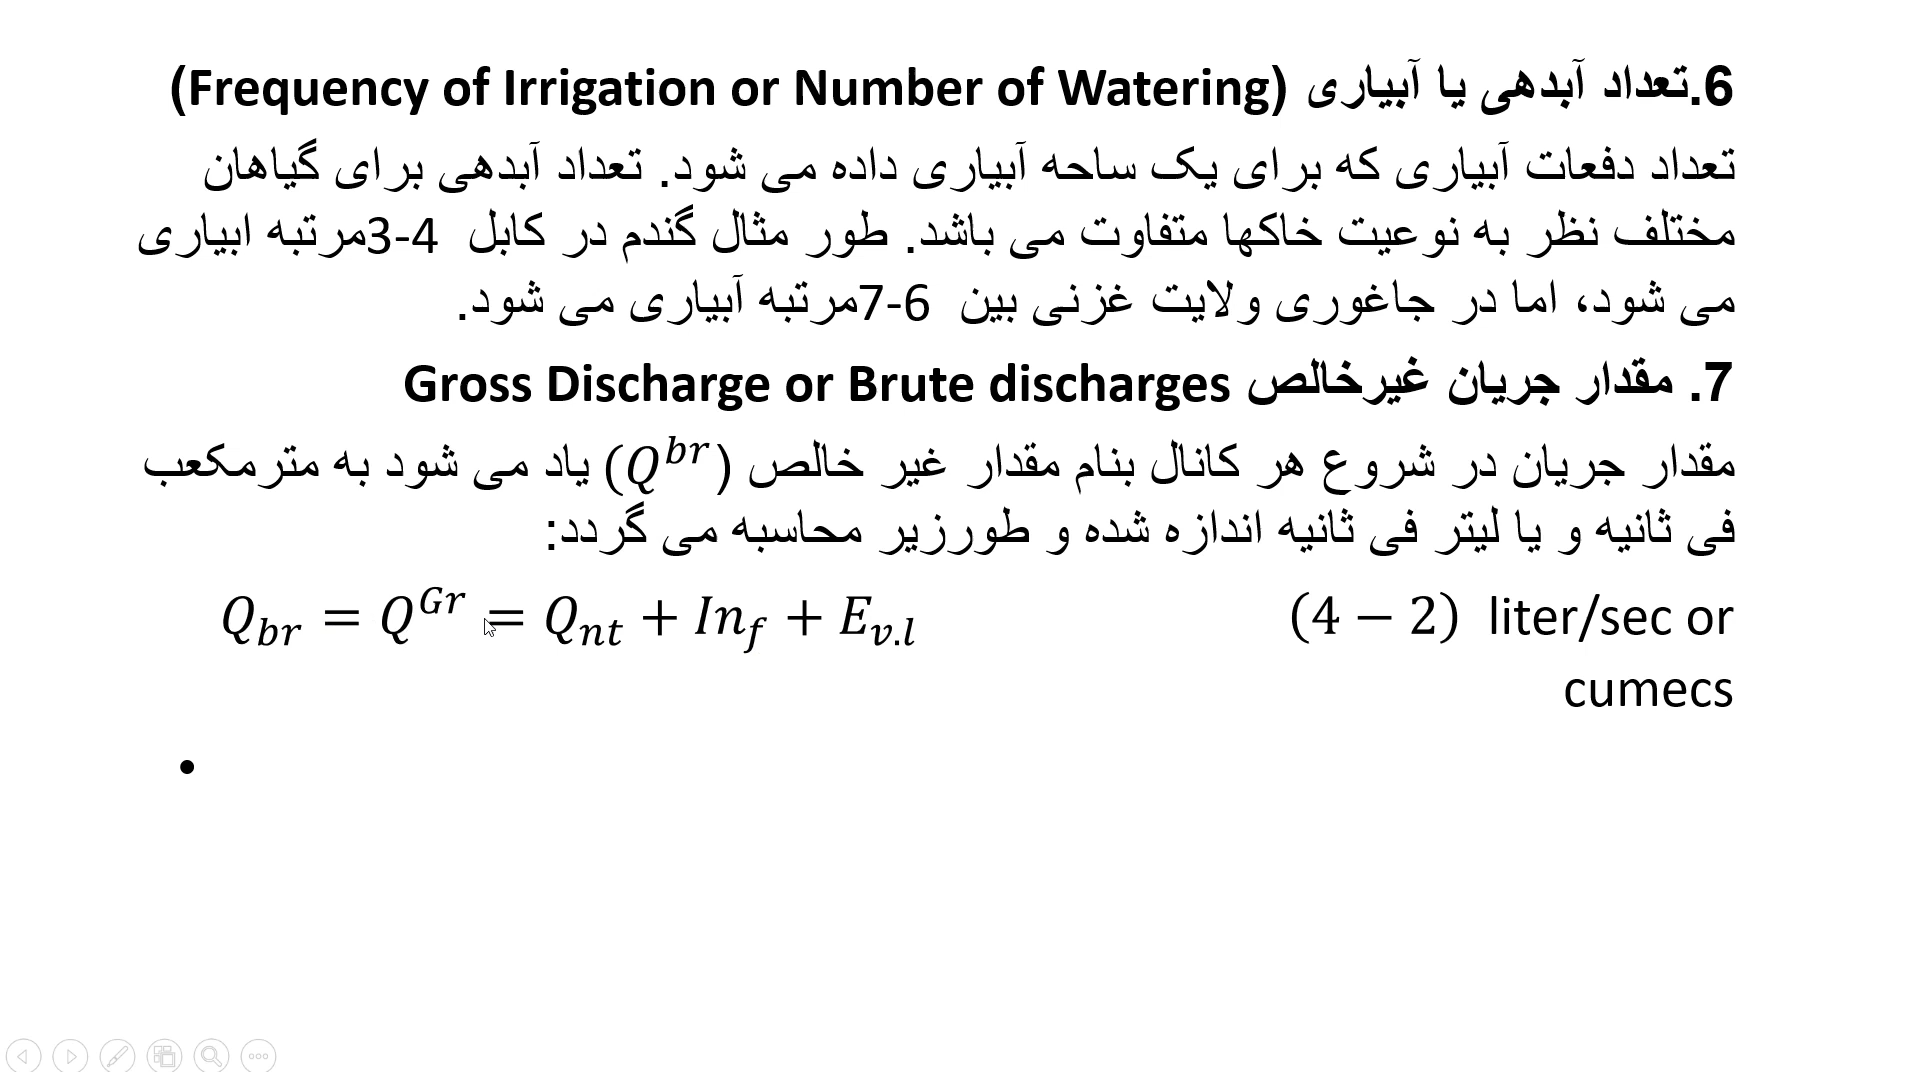 6.تعداد آبدهی یا آبیاری (Frequency of Irrigation or Number of Watering)
تعداد دفعات آبیاری که برای یک ساحه آبیاری داده می شود. تعداد آبدهی برای گیاهان
مختلف نظر به نوعیت خاکها متفاوت می باشد. طور مثال گندم در کابل 4-3مرتبه ابیاری
می شود، اما در جاغوری ولایت غزنی بین 6-7مرتبه آبیاری می شود.
7. مقدار جریان غیرخالص Gross Discharge or Brute discharges
مقدار جریان در شروع هر کانال بنام مقدار غیر خالص (Q^{br}) یاد می شود به مترمکعب
فی ثانیه و یا لیتر فی ثانیه اندازه شده و طورزیر محاسبه می گردد:
Q_{br} = Q^{Gr} = Q_{nt} + In_f + E_{v.l} (4 − 2) liter/sec or
cumecs